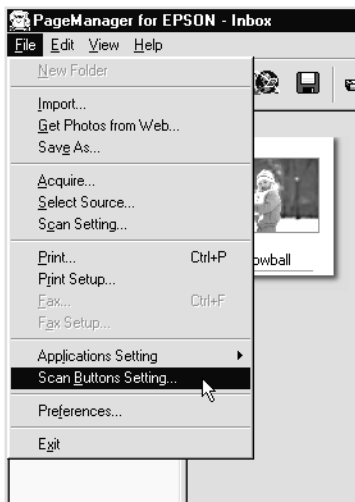 PageManager for EPSON - Inbox
File Edit View Help
New Folder
Import...
Get Photos from Web...
Save As...
Acquire...
Select Source...
Scan Setting...
Print... Ctrl+P
Print Setup...
Fax... Ctrl+F
Fax Setup...
Applications Setting
Scan Buttons Setting...
Preferences...
Exit
owball